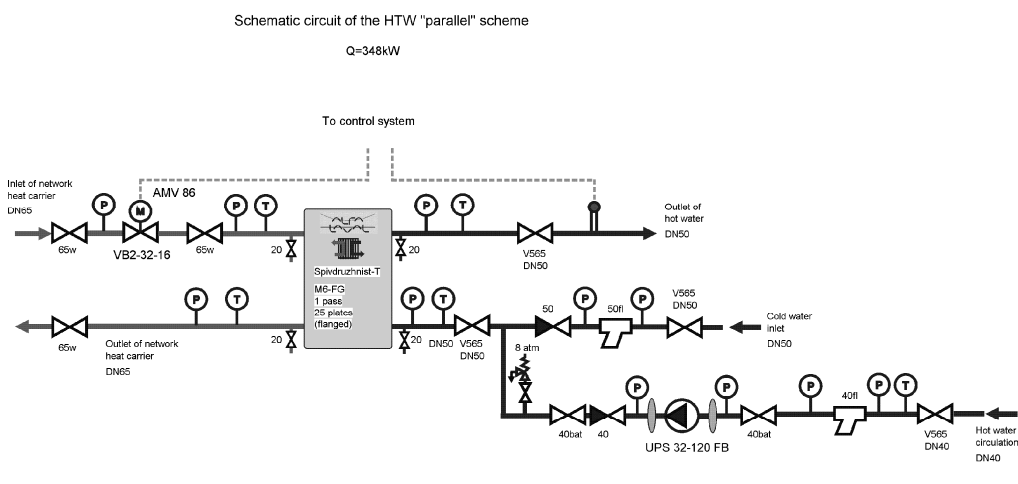 Schematic circuit of the HTW "parallel" scheme
Q=348kW
To control system
Inlet of network
heat carrier
DN65
P
AMV 86
M
P
T
P
T
Outlet of
hot water
DN50
65w
VB2-32-16
65w
20
ALFA
LAVAL
20
V565
DN50
Spivdruzhnist-T
M6-FG
1 pass
25 plates
(flanged)
P
T
P
T
P
P
V565
DN50
50
50fl
Cold water
inlet
DN50
65w
Outlet of network
heat carrier
DN65
20
20
DN50
V565
DN50
8 atm
P
P
P
P
T
40fl
40bat
40
UPS 32-120 FB
40bat
V565
DN40
Hot water
circulation
DN40